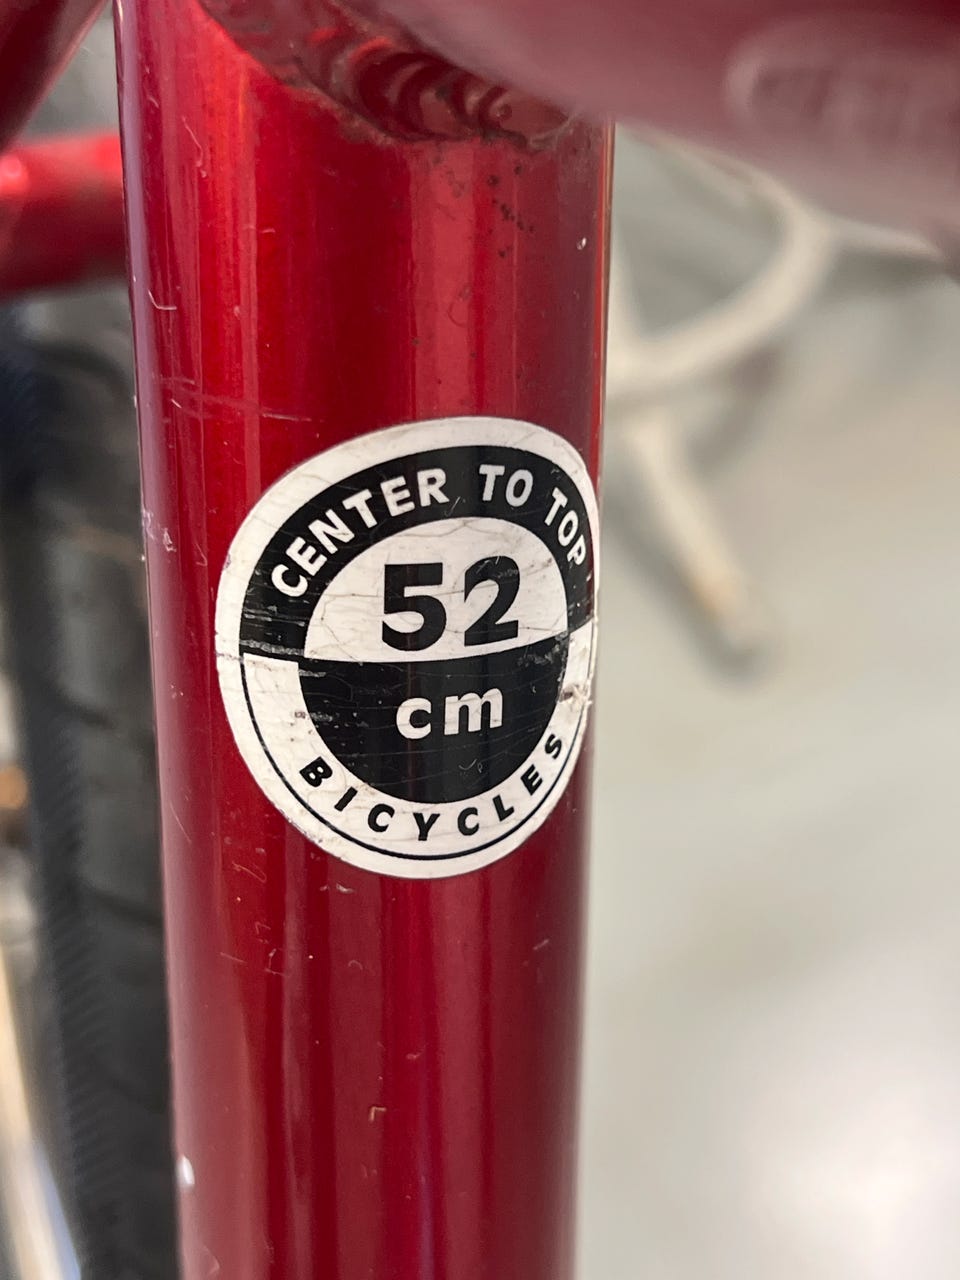 CENTER TO TOP
52
cm
BICYCLES